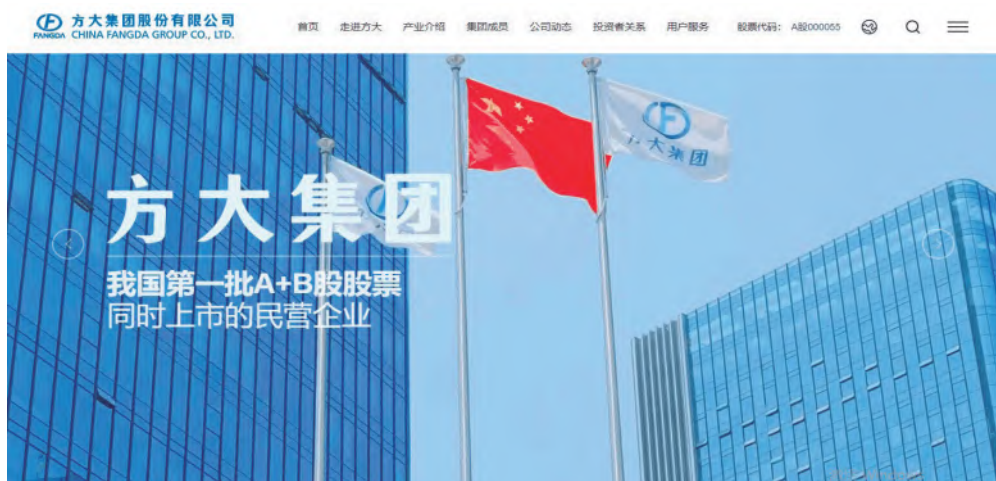 方大集团股份有限公司
FANGDA CHINA FANGDA GROUP CO., LTD.
首页 走进方大 产业介绍 集团成员 公司动态 投资者关系 用户服务 股票代码： A股000055
方大集团
方大集团
我国第一批A+B股股票
同时上市的民营企业